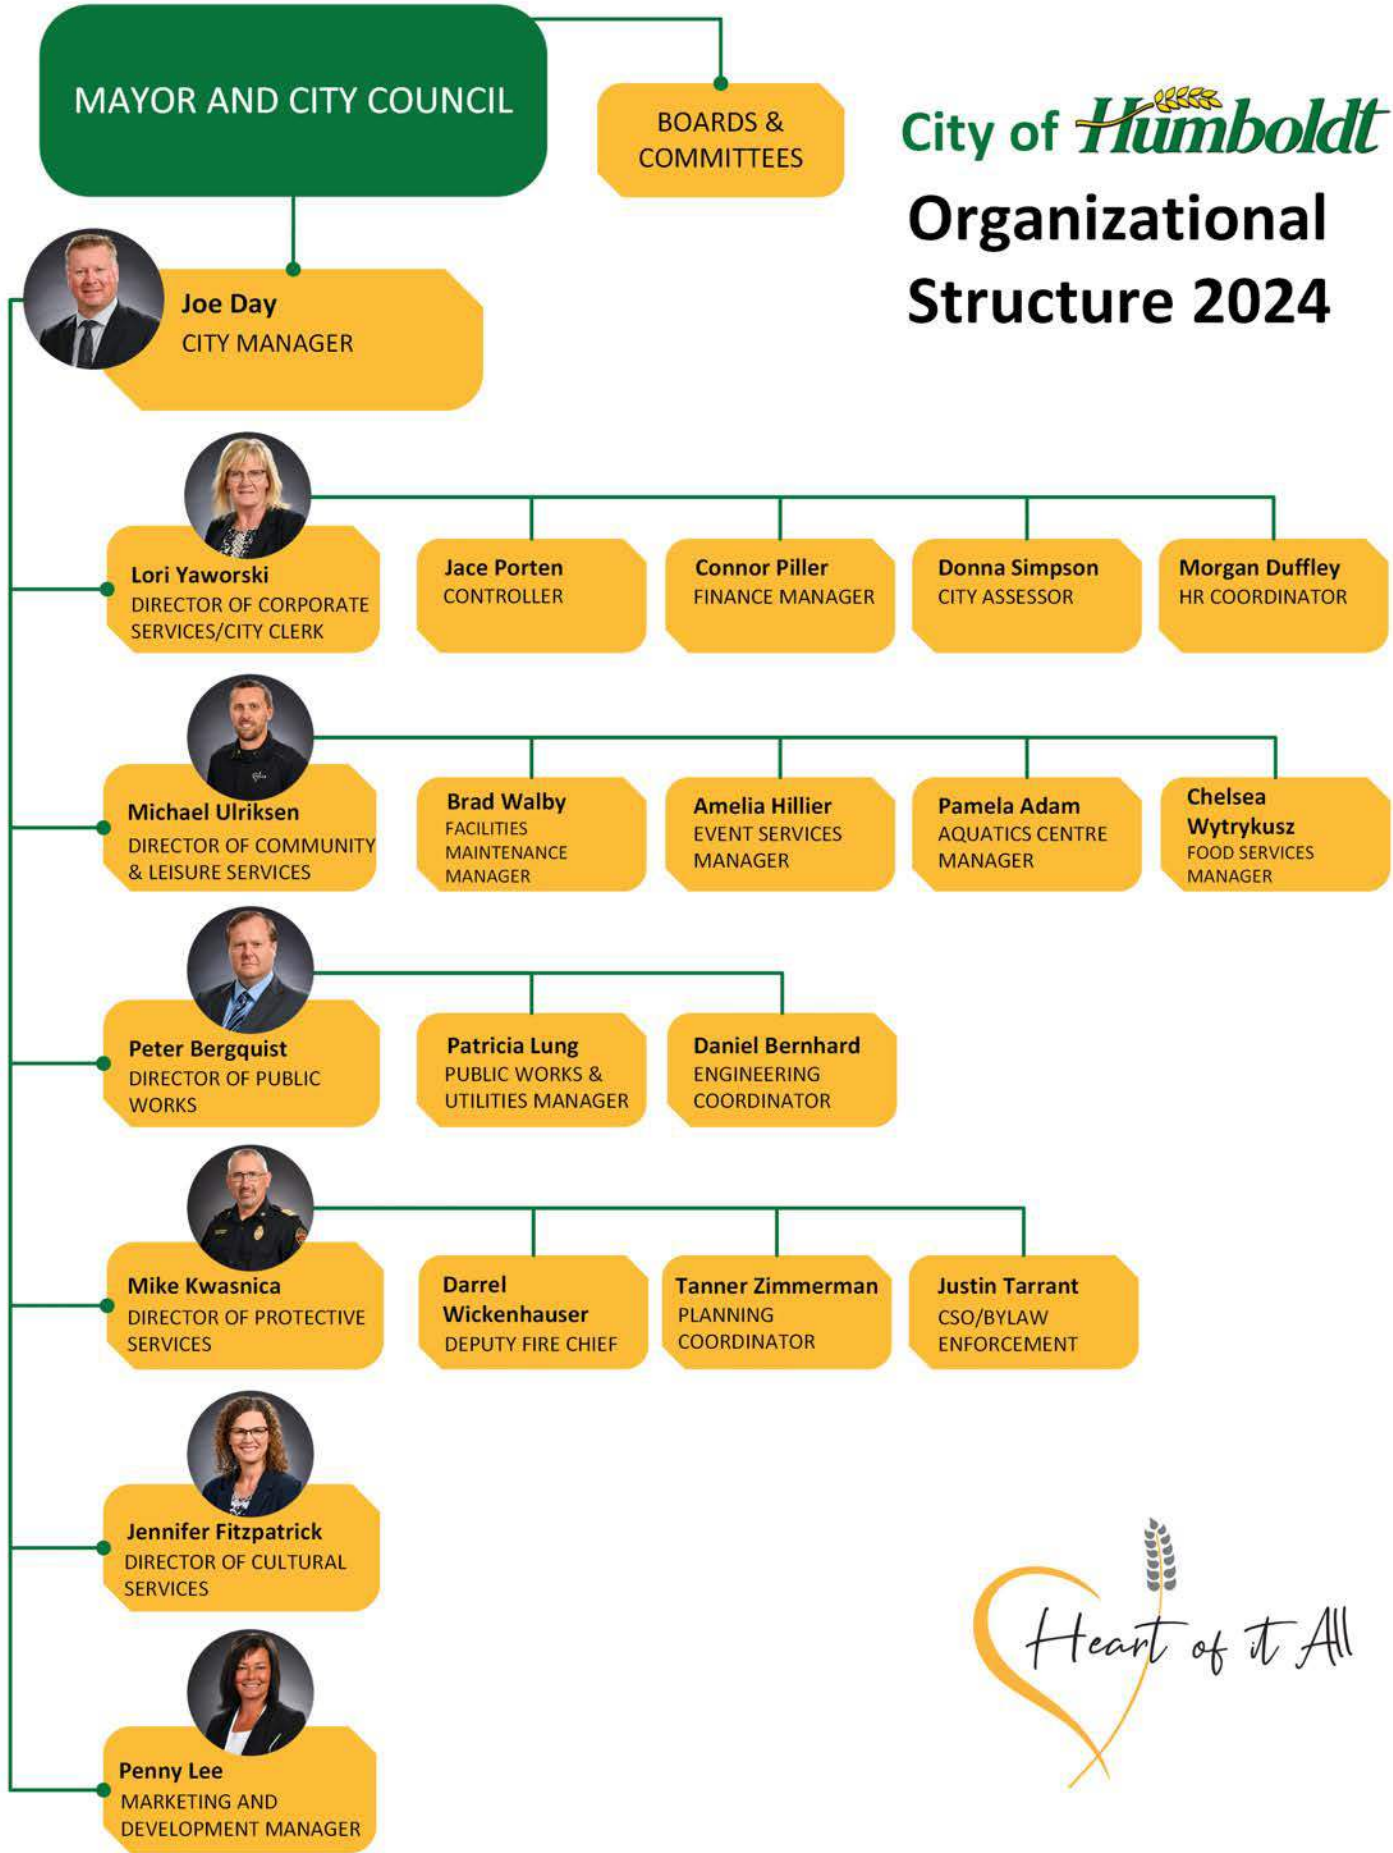 MAYOR AND CITY COUNCIL
BOARDS &
COMMITTEES
City of Humboldt
Organizational
Structure 2024
Joe Day
CITY MANAGER
Lori Yaworski
DIRECTOR OF CORPORATE
SERVICES/CITY CLERK
Jace Porten
CONTROLLER
Connor Piller
FINANCE MANAGER
Donna Simpson
CITY ASSESSOR
Morgan Duffley
HR COORDINATOR
Michael Ulriksen
DIRECTOR OF COMMUNITY
& LEISURE SERVICES
Brad Walby
FACILITIES
MAINTENANCE
MANAGER
Amelia Hillier
EVENT SERVICES
MANAGER
Pamela Adam
AQUATICS CENTRE
MANAGER
Chelsea
Wytrykusz
FOOD SERVICES
MANAGER
Peter Bergquist
DIRECTOR OF PUBLIC
WORKS
Patricia Lung
PUBLIC WORKS &
UTILITIES MANAGER
Daniel Bernhard
ENGINEERING
COORDINATOR
Mike Kwasnica
DIRECTOR OF PROTECTIVE
SERVICES
Darrel
Wickenhauser
DEPUTY FIRE CHIEF
Tanner Zimmerman
PLANNING
COORDINATOR
Justin Tarrant
CSO/BYLAW
ENFORCEMENT
Jennifer Fitzpatrick
DIRECTOR OF CULTURAL
SERVICES
Heart of it All
Penny Lee
MARKETING AND
DEVELOPMENT MANAGER